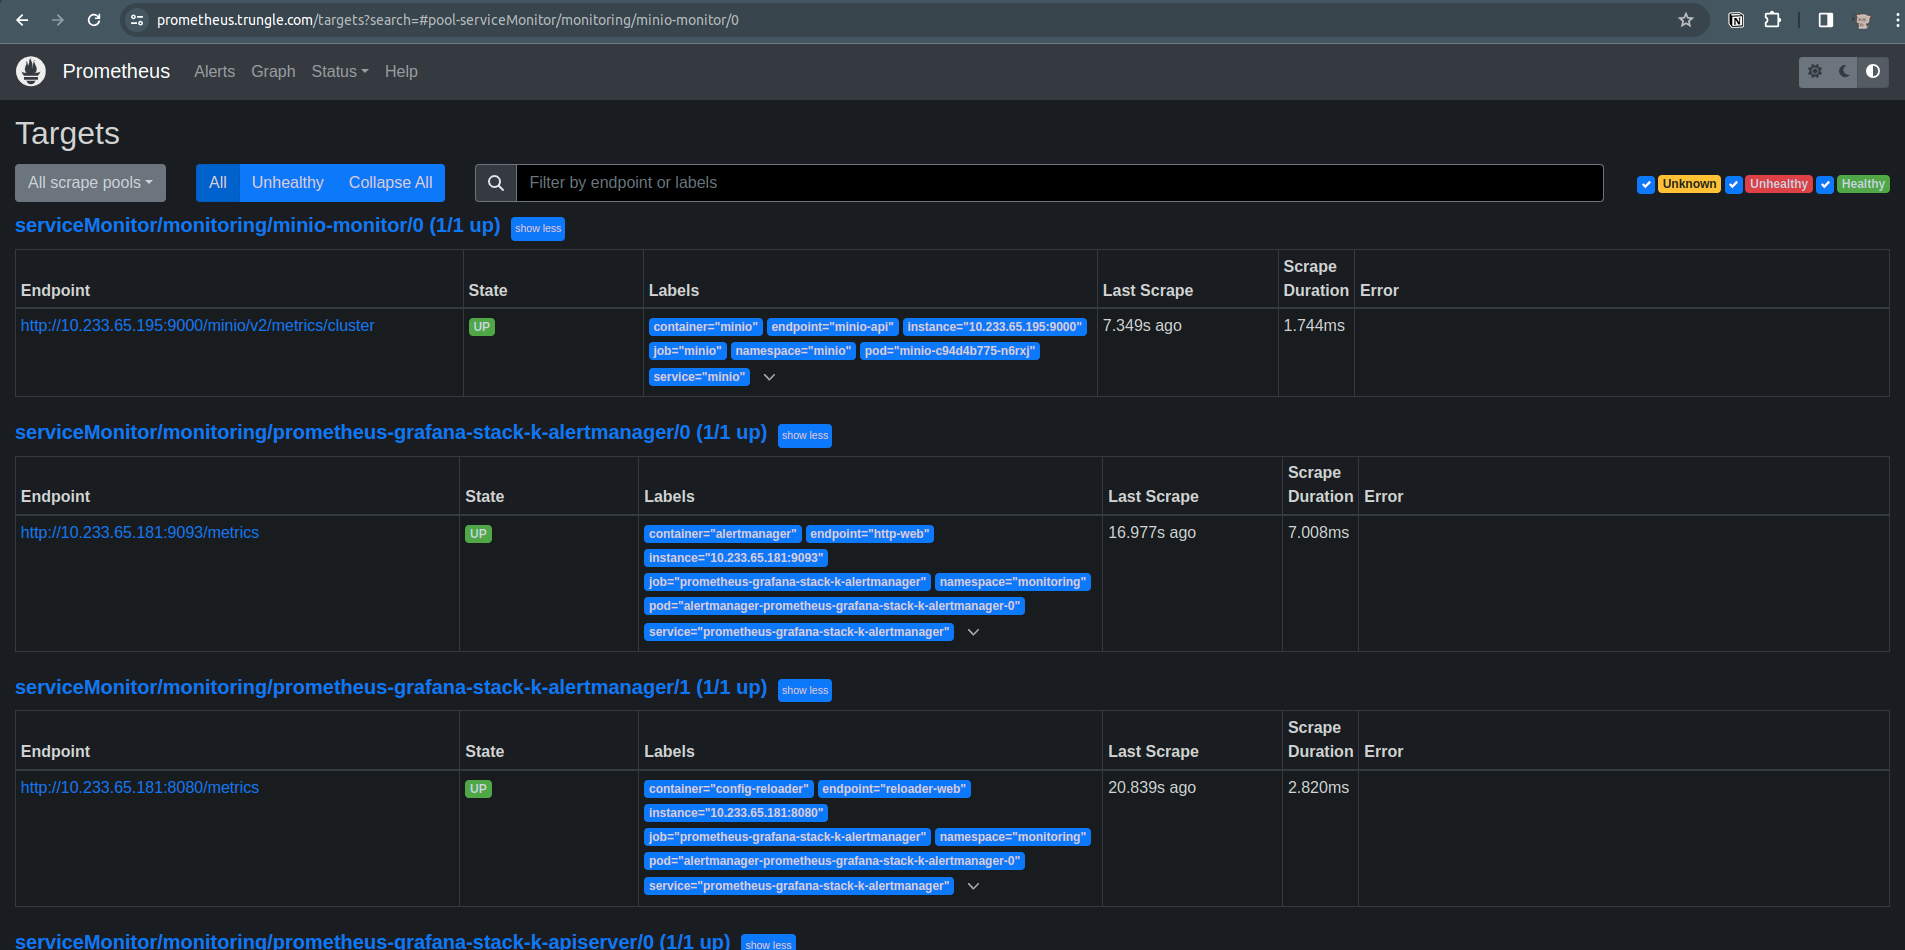 prometheus.trungle.com/targets?search=#pool-serviceMonitor/monitoring/minio-monitor/0
Prometheus Alerts Graph Status Help
Targets
All scrape pools All Unhealthy Collapse All Filter by endpoint or labels Unknown Unhealthy Healthy
serviceMonitor/monitoring/minio-monitor/0 (1/1 up) show less
Endpoint State Labels Last Scrape Scrape Duration Error
http://10.233.65.195:9000/minio/v2/metrics/cluster UP container="minio" endpoint="minio-api" instance="10.233.65.195:9000" 7.349s ago 1.744ms
job="minio" namespace="minio" pod="minio-c94d4b775-n6rxj"
service="minio"
serviceMonitor/monitoring/prometheus-grafana-stack-k-alertmanager/0 (1/1 up) show less
Endpoint State Labels Last Scrape Scrape Duration Error
http://10.233.65.181:9093/metrics UP container="alertmanager" endpoint="http-web" 16.977s ago 7.008ms
instance="10.233.65.181:9093"
job="prometheus-grafana-stack-k-alertmanager" namespace="monitoring"
pod="alertmanager-prometheus-grafana-stack-k-alertmanager-0"
service="prometheus-grafana-stack-k-alertmanager"
serviceMonitor/monitoring/prometheus-grafana-stack-k-alertmanager/1 (1/1 up) show less
Endpoint State Labels Last Scrape Scrape Duration Error
http://10.233.65.181:8080/metrics UP container="config-reloader" endpoint="reloader-web" 20.839s ago 2.820ms
instance="10.233.65.181:8080"
job="prometheus-grafana-stack-k-alertmanager" namespace="monitoring"
pod="alertmanager-prometheus-grafana-stack-k-alertmanager-0"
service="prometheus-grafana-stack-k-alertmanager"
serviceMonitor/monitoring/prometheus-grafana-stack-k-apiserver/0 (1/1 up) show less